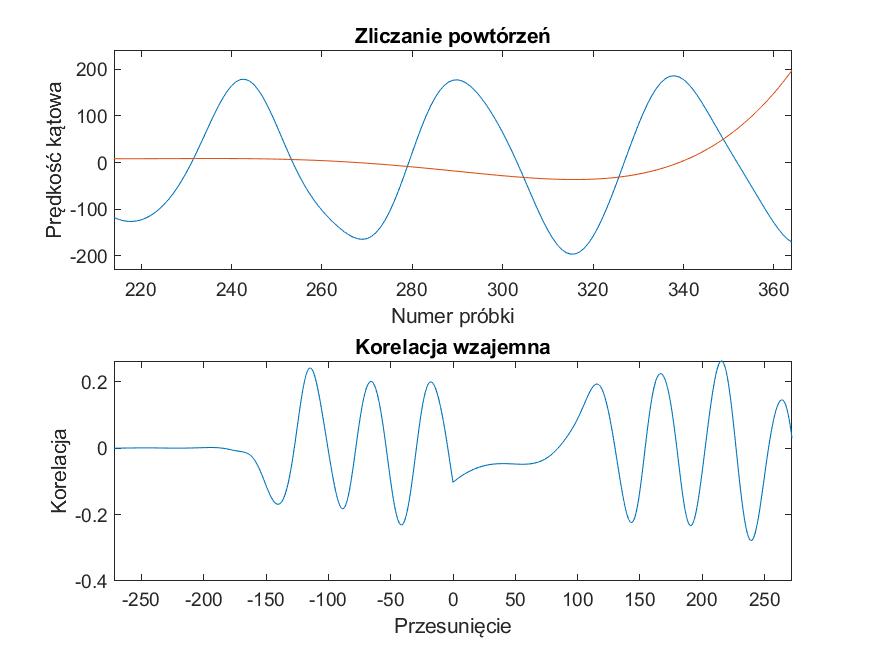 Zliczanie powtórzeń
200
100
0
-100
-200
Prędkość kątowa
220 240 260 280 300 320 340 360
Numer próbki
Korelacja wzajemna
0.2
0
-0.2
-0.4
Korelacja
-250 -200 -150 -100 -50 0 50 100 150 200 250
Przesunięcie